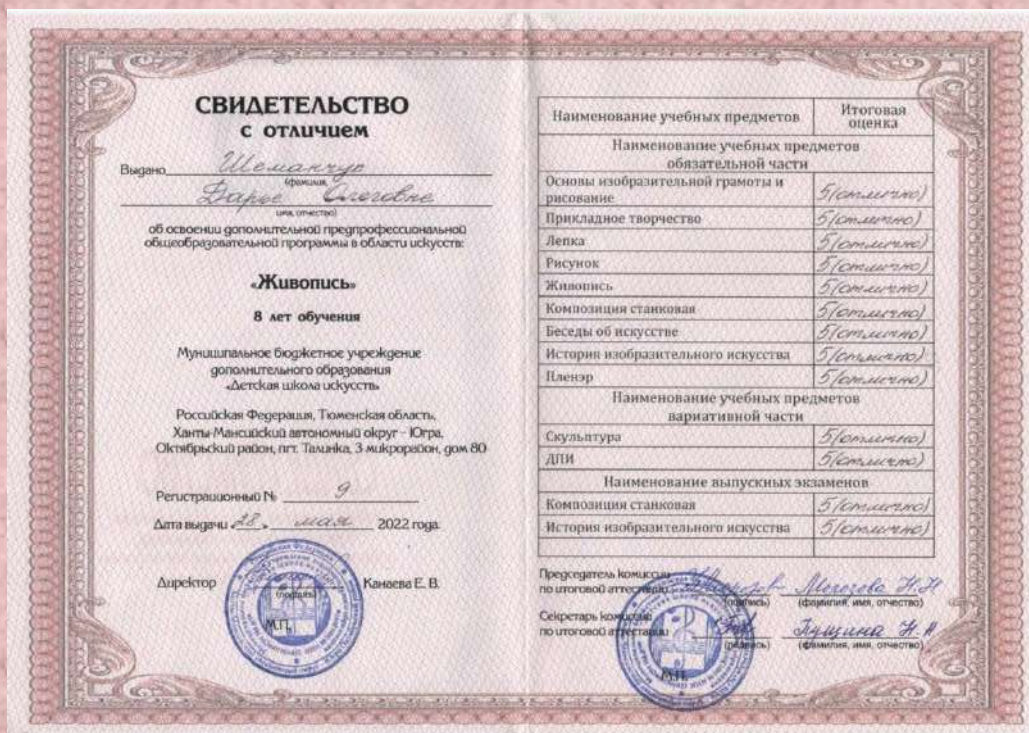 СВИДЕТЕЛЬСТВО
с отличием
Выдано Шеманчук
(фамилия,
Дарье Олеговне
имя, отчество)
об освоении дополнительной предпрофессиональной
общеобразовательной программы в области искусств:
«Живопись»
8 лет обучения
Муниципальное бюджетное учреждение
дополнительного образования
«Детская школа искусств»
Российская Федерация, Тюменская область,
Ханты-Мансийский автономный округ – Югра,
Октябрьский район, пгт. Талинка, 3 микрорайон, дом 80
Регистрационный № 9
Дата выдачи «28» мая 2022 года
Директор Канаева Е. В.
(подпись)
М.П.
Наименование учебных предметов Итоговая
оценка
Наименование учебных предметов
обязательной части
Основы изобразительной грамоты и
рисование 5(отлично)
Прикладное творчество 5(отлично)
Лепка 5(отлично)
Рисунок 5(отлично)
Живопись 5(отлично)
Композиция станковая 5(отлично)
Беседы об искусстве 5(отлично)
История изобразительного искусства 5(отлично)
Пленэр 5(отлично)
Наименование учебных предметов
вариативной части
Скульптура 5(отлично)
ДПИ 5(отлично)
Наименование выпускных экзаменов
Композиция станковая 5(отлично)
История изобразительного искусства 5(отлично)
Председатель комиссии
по итоговой аттестации Н.Н
(подпись) (фамилия, имя, отчество)
Секретарь комиссии
по итоговой аттестации Пущина Н.Н
(подпись) (фамилия, имя, отчество)
М.П.